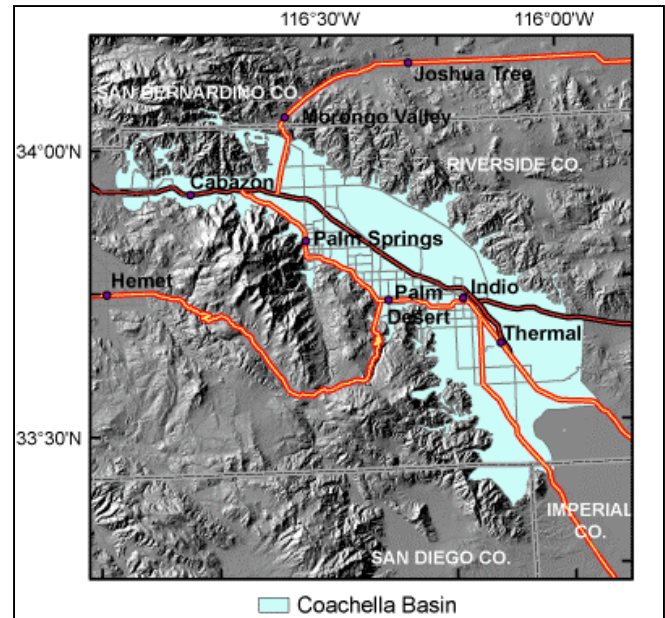 116°30'W 116°00'W
Joshua Tree
SAN BERNARDINO CO.
Morongo Valley
34°00'N
RIVERSIDE CO.
Cabazon
Palm Springs
Hemet
Palm
Desert
Indio
Thermal
33°30'N
IMPERIAL
CO.
SAN DIEGO CO.
Coachella Basin